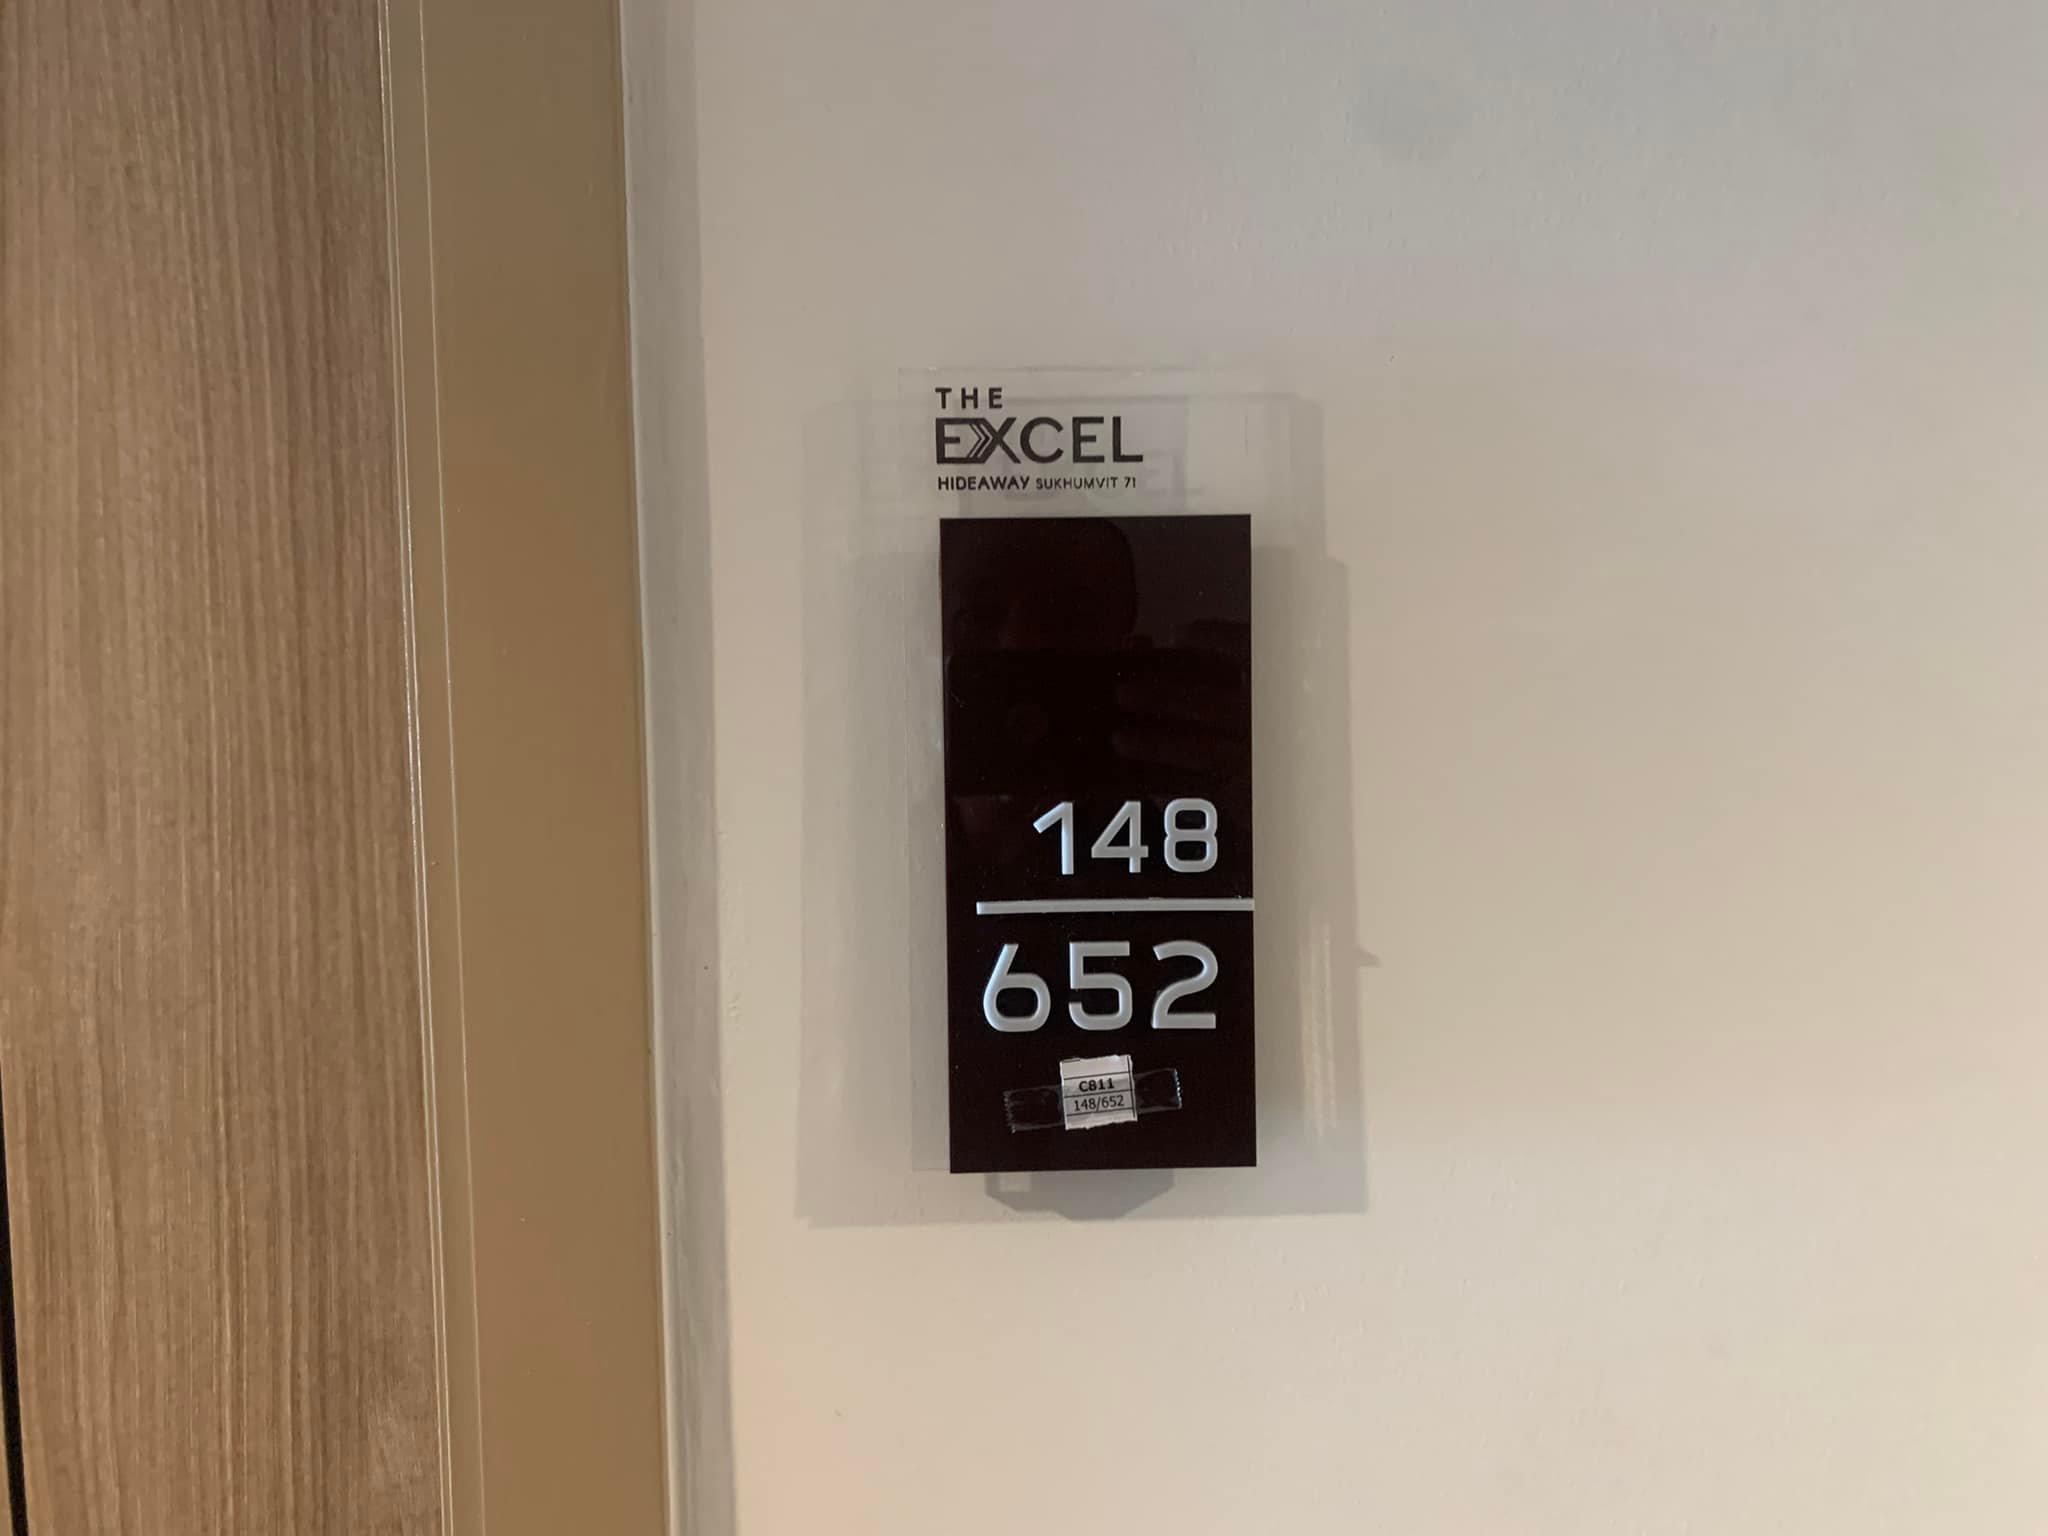 THE
EXCEL
HIDEAWAY SUKHUMVIT 71
148
652
C811
148/652